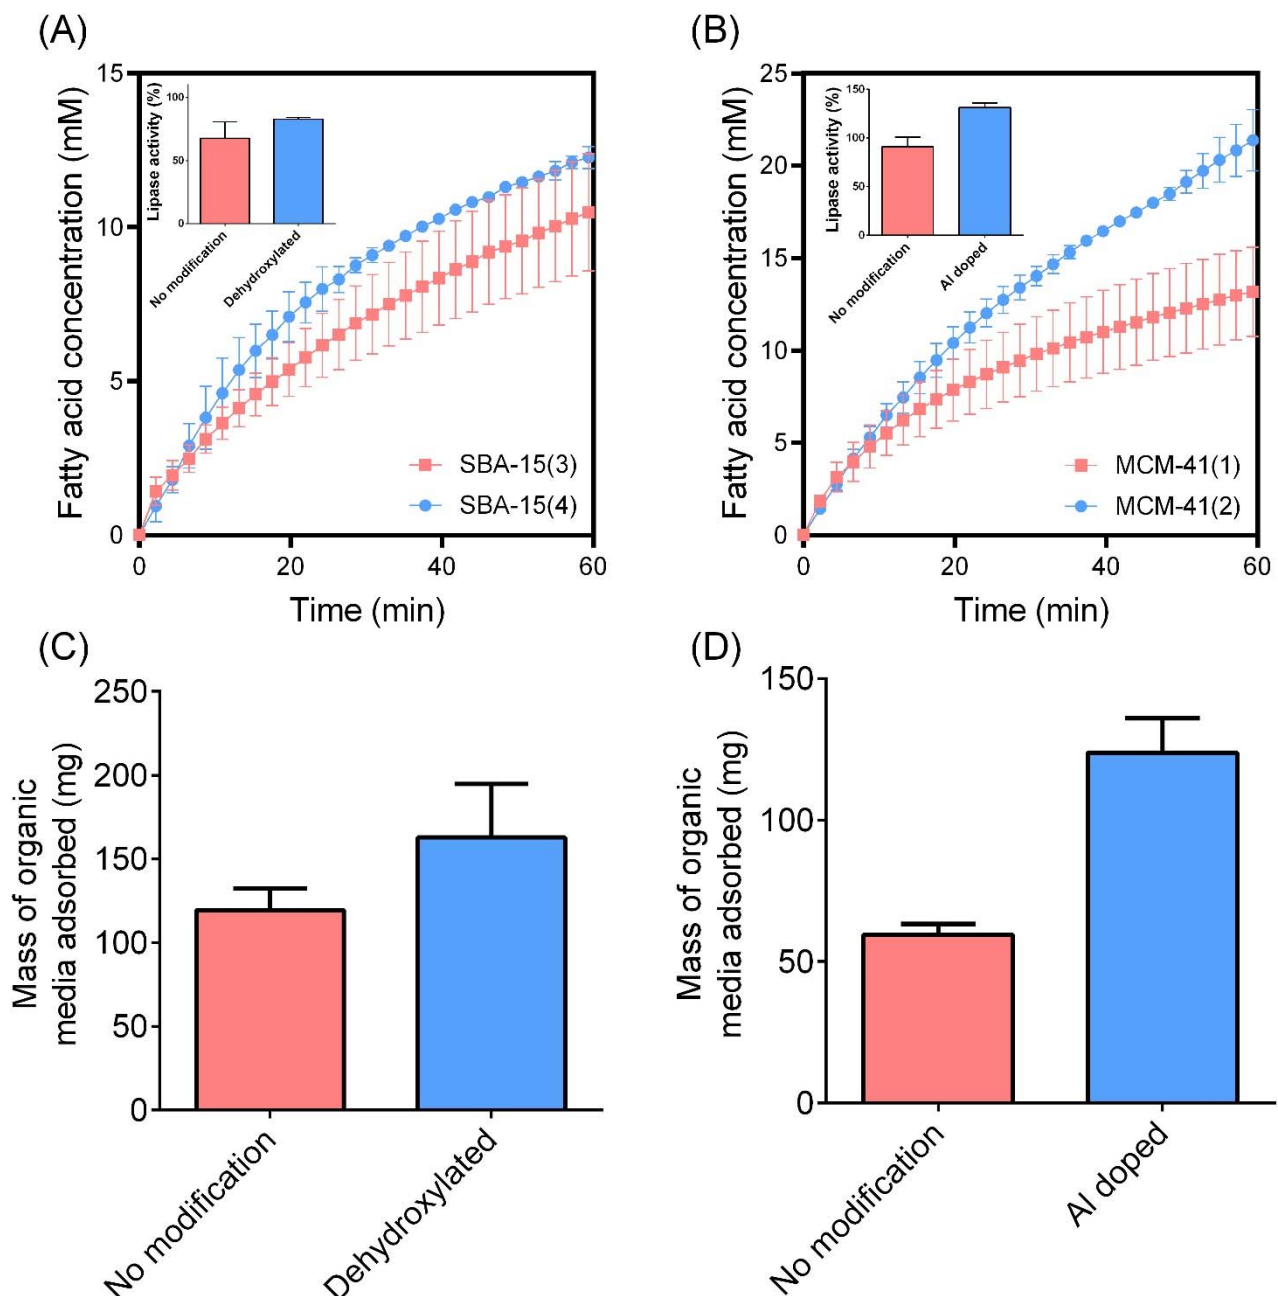 (A)
Fatty acid concentration (mM)
15
10
5
0
0 20 40 60
Time (min)
Lipase activity (%)
100
50
0
No modification
Dehydroxylated
SBA-15(3)
SBA-15(4)
(B)
Fatty acid concentration (mM)
25
20
15
10
5
0
0 20 40 60
Time (min)
Lipase activity (%)
150
100
50
0
No modification
Al doped
MCM-41(1)
MCM-41(2)
(C)
Mass of organic
media adsorbed (mg)
250
200
150
100
50
0
No modification
Dehydroxylated
(D)
Mass of organic
media adsorbed (mg)
150
100
50
0
No modification
Al doped